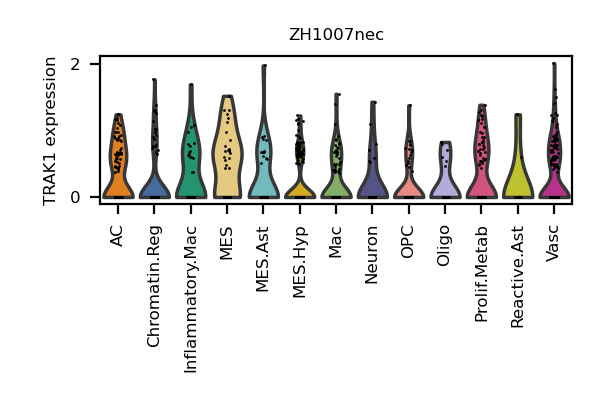 ZH1007nec
TRAK1 expression
2
0
AC
Chromatin.Reg
Inflammatory.Mac
MES
MES.Ast
MES.Hyp
Mac
Neuron
OPC
Oligo
Prolif.Metab
Reactive.Ast
Vasc